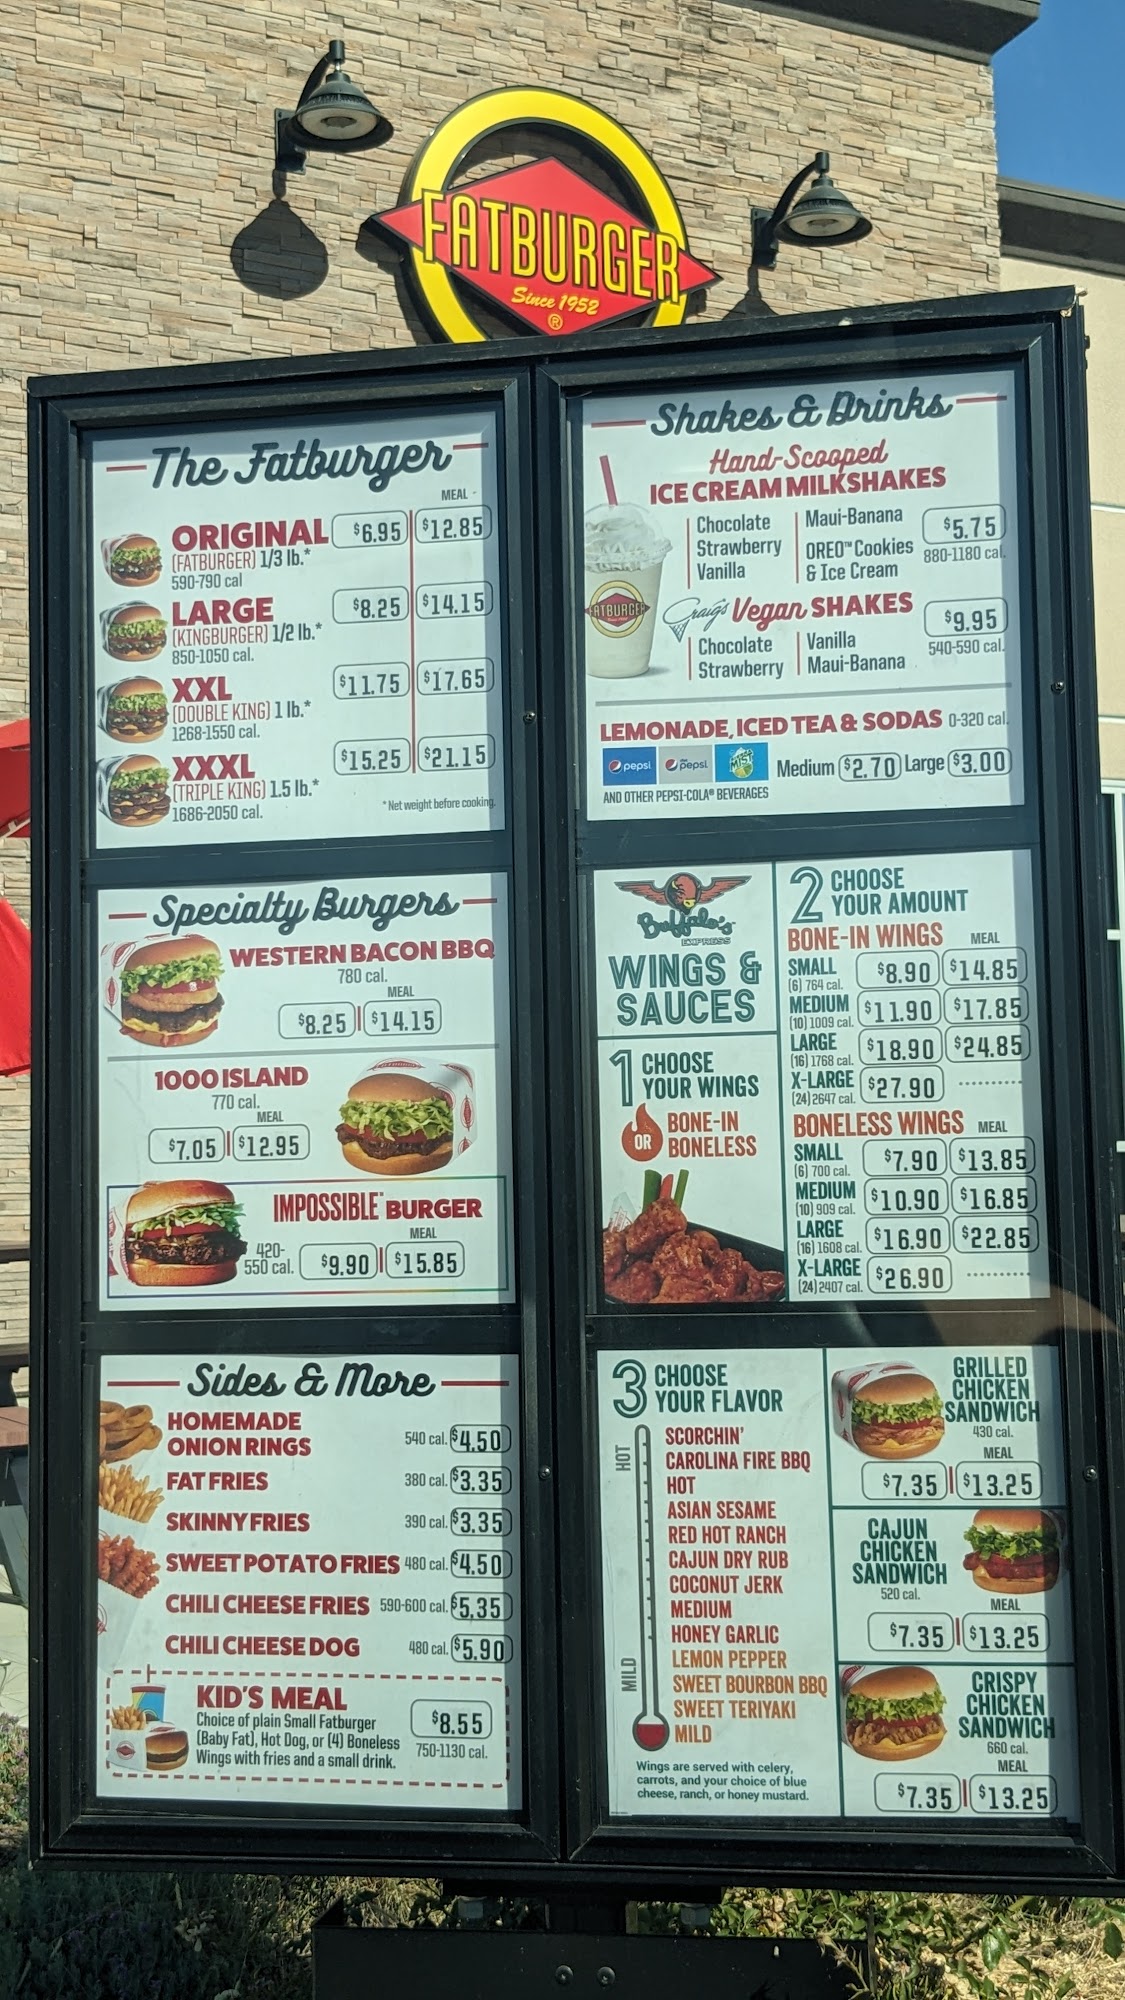 FATBURGER
Since 1952
®
The Fatburger
MEAL
ORIGINAL $6.95 $12.85
(FATBURGER) 1/3 lb.*
590-790 cal
LARGE $8.25 $14.15
(KINGBURGER) 1/2 lb.*
850-1050 cal.
XXL $11.75 $17.65
(DOUBLE KING) 1 lb.*
1268-1550 cal.
XXXL $15.25 $21.15
(TRIPLE KING) 1.5 lb.*
1686-2050 cal.
* Net weight before cooking.
Specialty Burgers
WESTERN BACON BBQ
780 cal.
MEAL
$8.25 $14.15
1000 ISLAND
770 cal.
MEAL
$7.05 $12.95
IMPOSSIBLE™ BURGER
MEAL
420-
550 cal. $9.90 $15.85
Sides & More
HOMEMADE
ONION RINGS 540 cal. $4.50
FAT FRIES 380 cal. $3.35
SKINNY FRIES 390 cal. $3.35
SWEET POTATO FRIES 480 cal. $4.50
CHILI CHEESE FRIES 590-600 cal. $5.35
CHILI CHEESE DOG 480 cal. $5.90
KID'S MEAL
Choice of plain Small Fatburger
(Baby Fat), Hot Dog, or (4) Boneless
Wings with fries and a small drink.
$8.55
750-1130 cal.
Shakes & Drinks
Hand-Scooped
ICE CREAM MILKSHAKES
Chocolate
Strawberry
Vanilla
Maui-Banana
OREO™ Cookies
& Ice Cream
$5.75
880-1180 cal.
FATBURGER
Craig's Vegan SHAKES
Chocolate
Strawberry
Vanilla
Maui-Banana
$9.95
540-590 cal.
LEMONADE, ICED TEA & SODAS 0-320 cal.
pepsi
pepsi
MIST
Medium $2.70 Large $3.00
AND OTHER PEPSI-COLA® BEVERAGES
Buffalo's
EXPRESS
WINGS &
SAUCES
1 CHOOSE
YOUR WINGS
BONE-IN
OR
BONELESS
2 CHOOSE
YOUR AMOUNT
BONE-IN WINGS MEAL
SMALL $8.90 $14.85
(6) 764 cal.
MEDIUM $11.90 $17.85
(10) 1009 cal.
LARGE $18.90 $24.85
(16) 1768 cal.
X-LARGE $27.90 ..........
(24) 2647 cal.
BONELESS WINGS MEAL
SMALL $7.90 $13.85
(6) 700 cal.
MEDIUM $10.90 $16.85
(10) 909 cal.
LARGE $16.90 $22.85
(16) 1608 cal.
X-LARGE $26.90 ..........
(24) 2407 cal.
3 CHOOSE
YOUR FLAVOR
HOT
SCORCHIN'
CAROLINA FIRE BBQ
HOT
ASIAN SESAME
RED HOT RANCH
CAJUN DRY RUB
COCONUT JERK
MEDIUM
HONEY GARLIC
LEMON PEPPER
SWEET BOURBON BBQ
SWEET TERIYAKI
MILD
MILD
Wings are served with celery,
carrots, and your choice of blue
cheese, ranch, or honey mustard.
GRILLED
CHICKEN
SANDWICH
430 cal.
MEAL
$7.35 $13.25
CAJUN
CHICKEN
SANDWICH
520 cal.
MEAL
$7.35 $13.25
CRISPY
CHICKEN
SANDWICH
660 cal.
MEAL
$7.35 $13.25